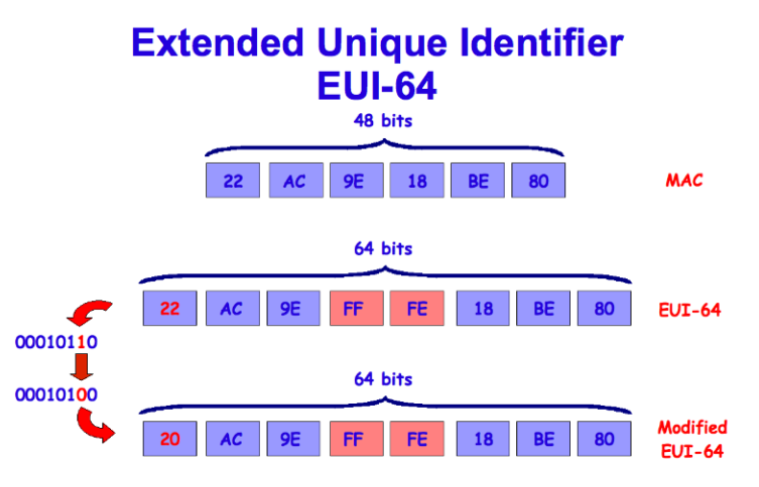 Extended Unique Identifier
EUI-64
48 bits
22 AC 9E 18 BE 80 MAC
64 bits
22 AC 9E FF FE 18 BE 80 EUI-64
00010110
00010100
64 bits
20 AC 9E FF FE 18 BE 80 Modified
EUI-64